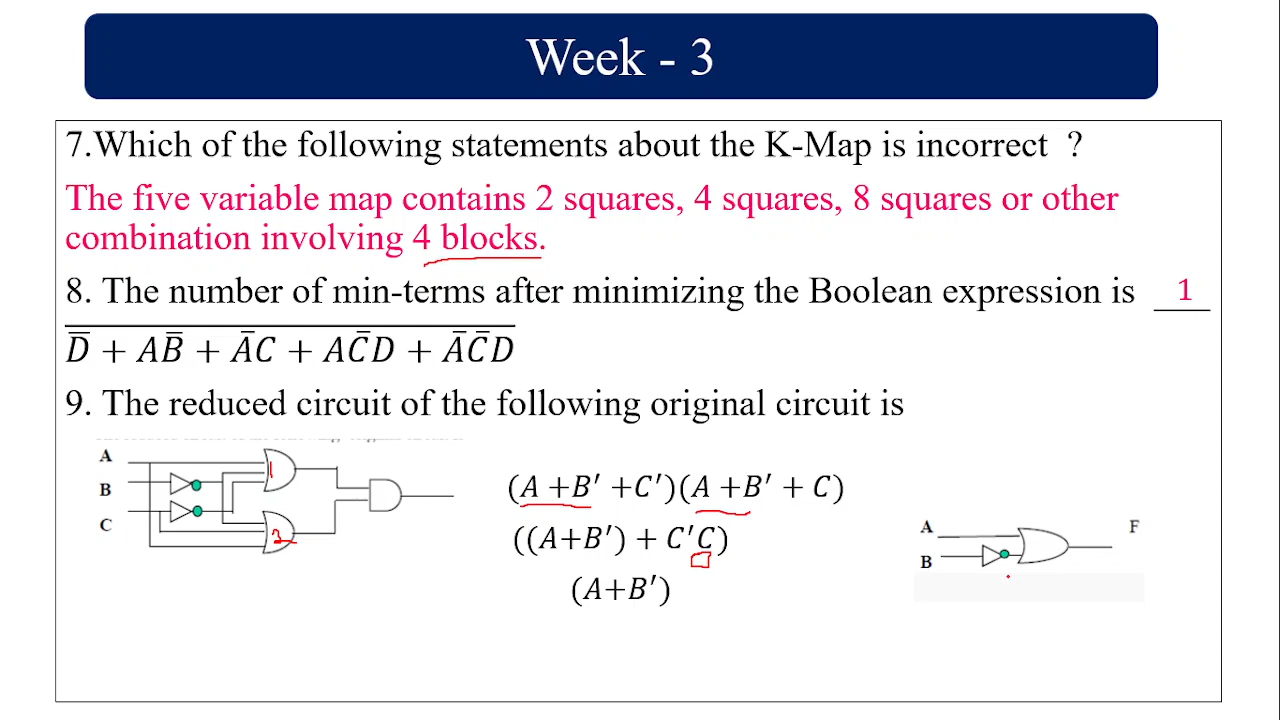 Week - 3
7.Which of the following statements about the K-Map is incorrect ?
The five variable map contains 2 squares, 4 squares, 8 squares or other
combination involving 4 blocks.
8. The number of min-terms after minimizing the Boolean expression is 1
D̅ + AB̅ + A̅C + AC̅D + A̅C̅D
9. The reduced circuit of the following original circuit is
A
B
C
1
2
(A +B′ +C′)(A +B′ + C)
((A+B′) + C′C)
(A+B′)
A
B
F